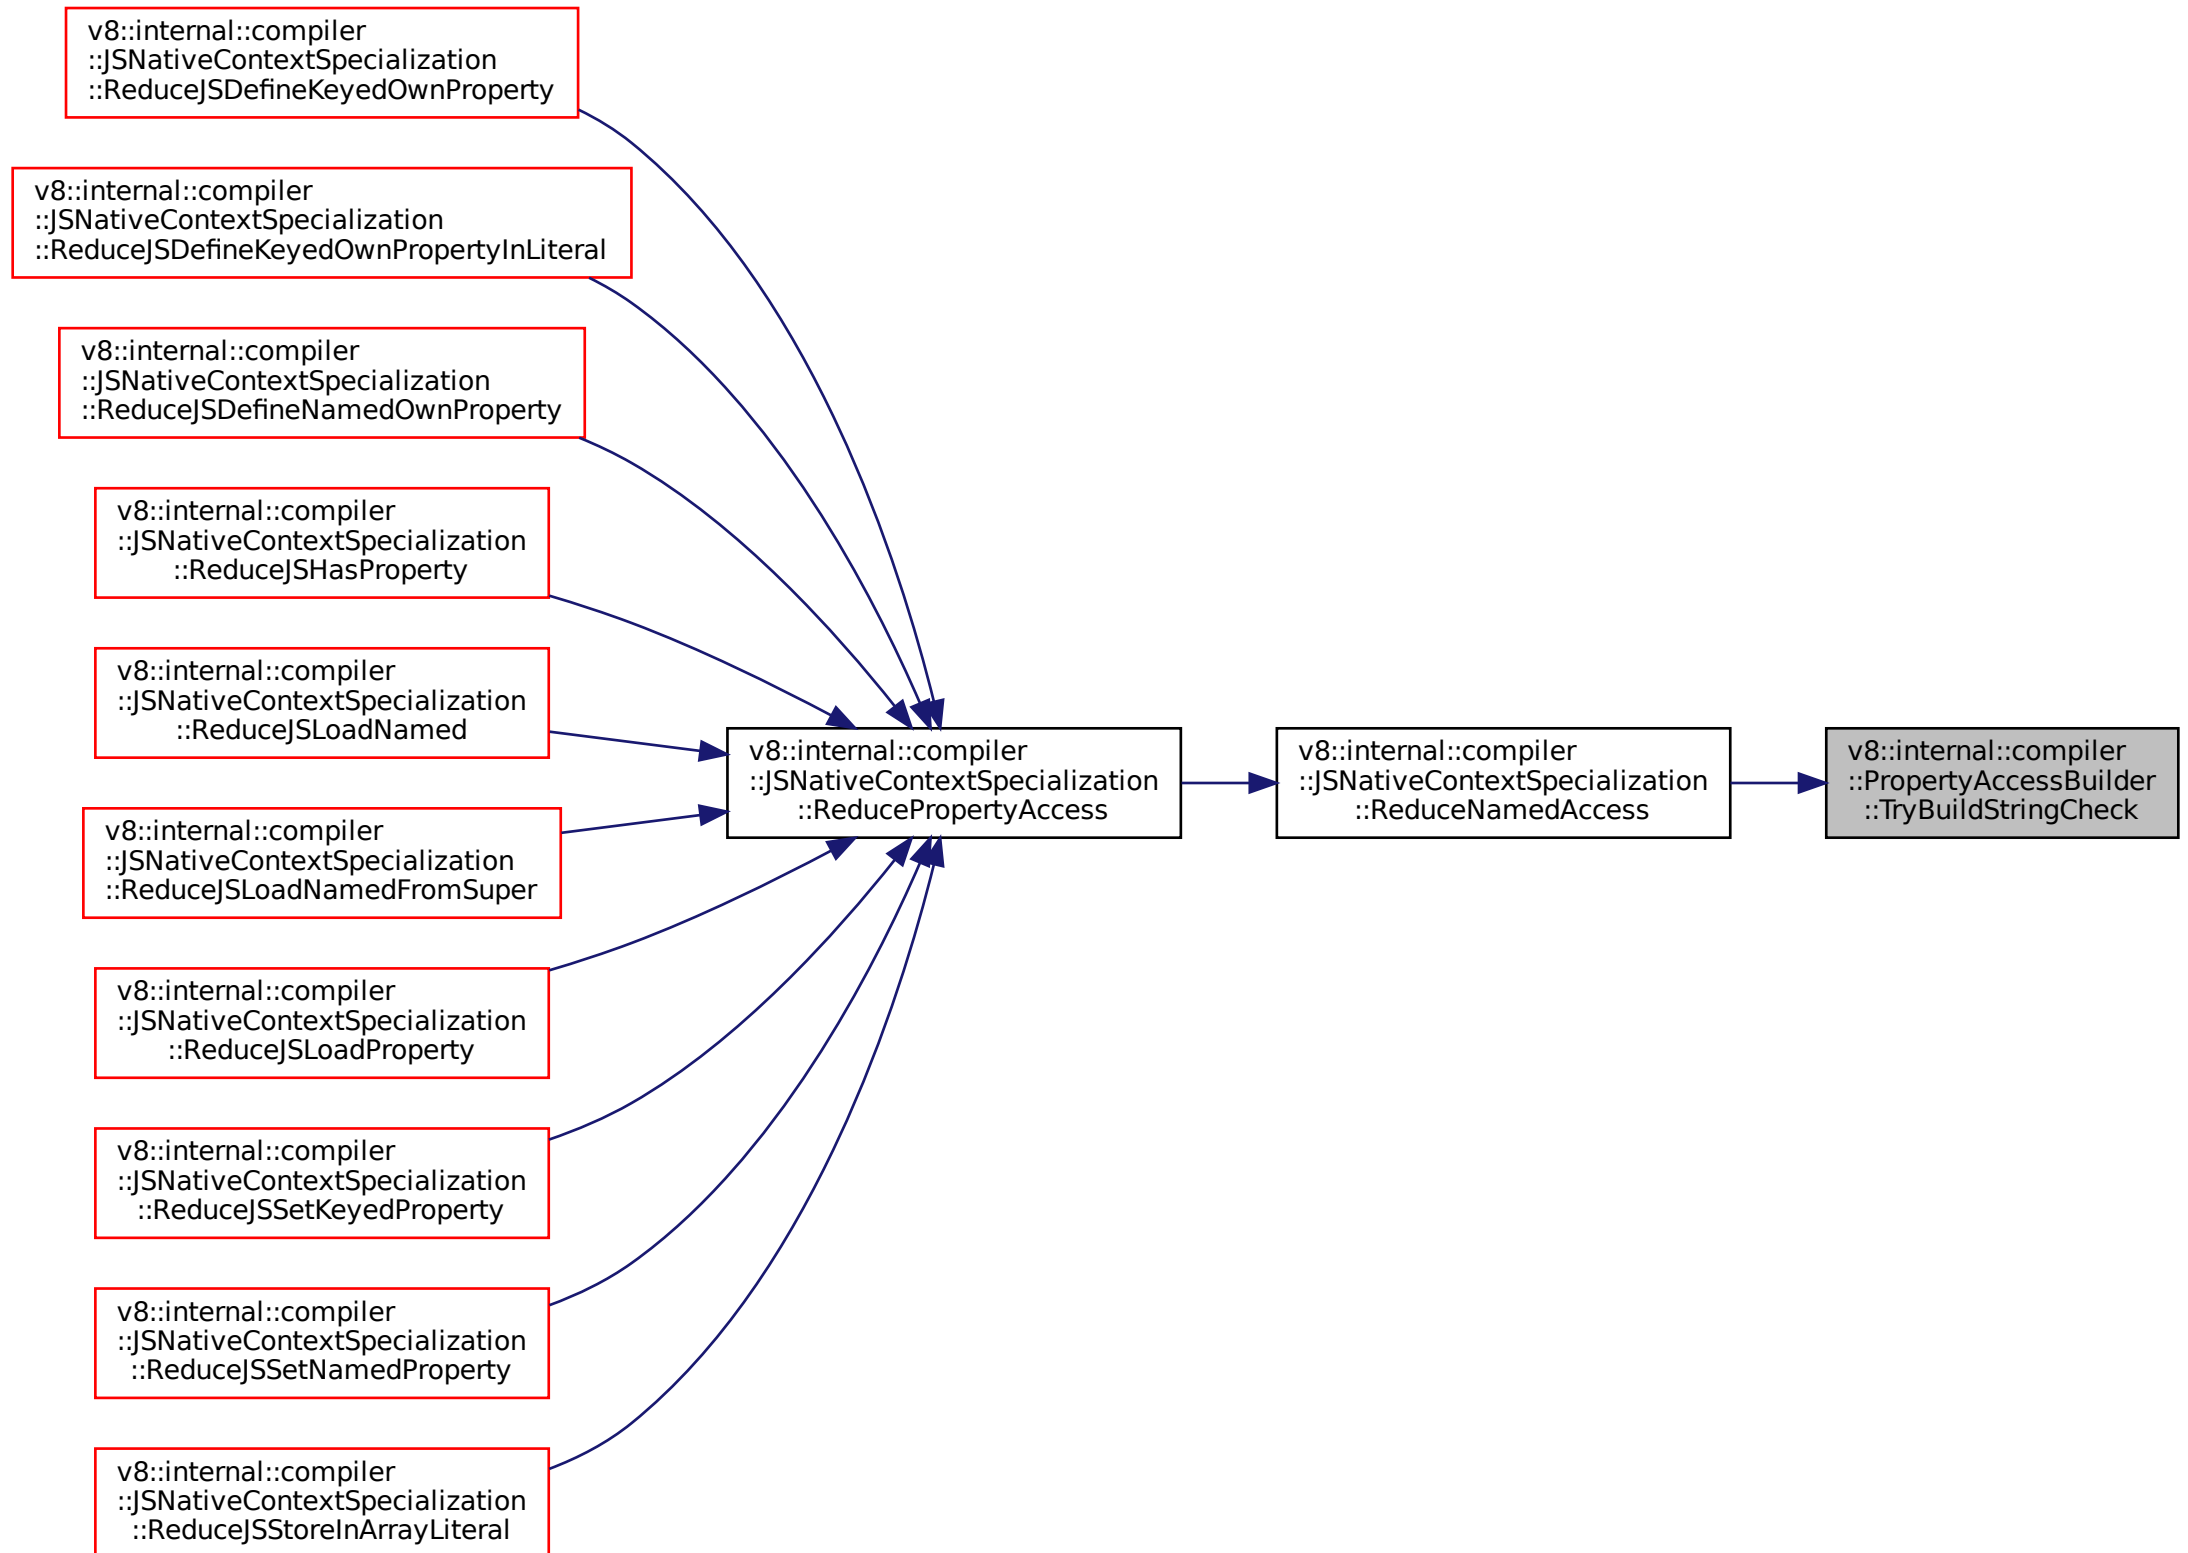 v8::internal::compiler
::JSNativeContextSpecialization
::ReduceJSDefineKeyedOwnProperty
v8::internal::compiler
::JSNativeContextSpecialization
::ReduceJSDefineKeyedOwnPropertyInLiteral
v8::internal::compiler
::JSNativeContextSpecialization
::ReduceJSDefineNamedOwnProperty
v8::internal::compiler
::JSNativeContextSpecialization
::ReduceJSHasProperty
v8::internal::compiler
::JSNativeContextSpecialization
::ReduceJSLoadNamed
v8::internal::compiler
::JSNativeContextSpecialization
::ReduceJSLoadNamedFromSuper
v8::internal::compiler
::JSNativeContextSpecialization
::ReduceJSLoadProperty
v8::internal::compiler
::JSNativeContextSpecialization
::ReduceJSSetKeyedProperty
v8::internal::compiler
::JSNativeContextSpecialization
::ReduceJSSetNamedProperty
v8::internal::compiler
::JSNativeContextSpecialization
::ReduceJSStoreInArrayLiteral
v8::internal::compiler
::JSNativeContextSpecialization
::ReducePropertyAccess
v8::internal::compiler
::JSNativeContextSpecialization
::ReduceNamedAccess
v8::internal::compiler
::PropertyAccessBuilder
::TryBuildStringCheck